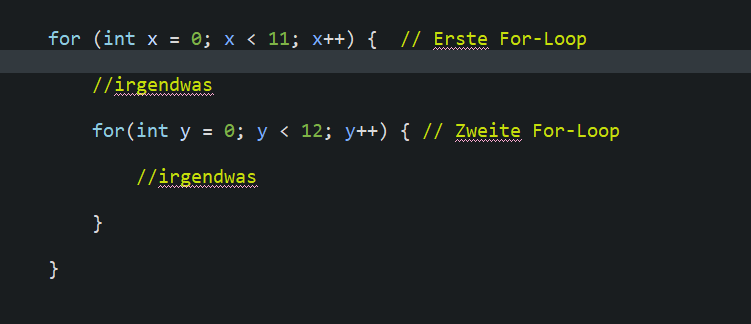 for (int x = 0; x < 11; x++) {  // Erste For-Loop
//irgendwas
for(int y = 0; y < 12; y++) { // Zweite For-Loop
//irgendwas
}
}